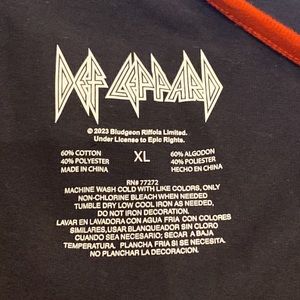 DEF LEPPARD
© 2023 Bludgeon Riffola Limited.
Under License to Epic Rights.
60% COTTON
40% POLYESTER
MADE IN CHINA
XL
60% ALGODON
40% POLIESTER
HECHO EN CHINA
RN# 77272
MACHINE WASH COLD WITH LIKE COLORS, ONLY
NON-CHLORINE BLEACH WHEN NEEDED
TUMBLE DRY LOW COOL IRON AS NEEDED,
DO NOT IRON DECORATION.
LAVAR EN LAVADORA CON AGUA FRIA CON COLORES
SIMILARES,USAR BLANQUEADOR SIN CLORO
CUANDO SEA NECESARIO; SECAR A BAJA
TEMPERATURA, PLANCHA FRIA SI SE NECESITA.
NO PLANCHAR LA DECORACION.